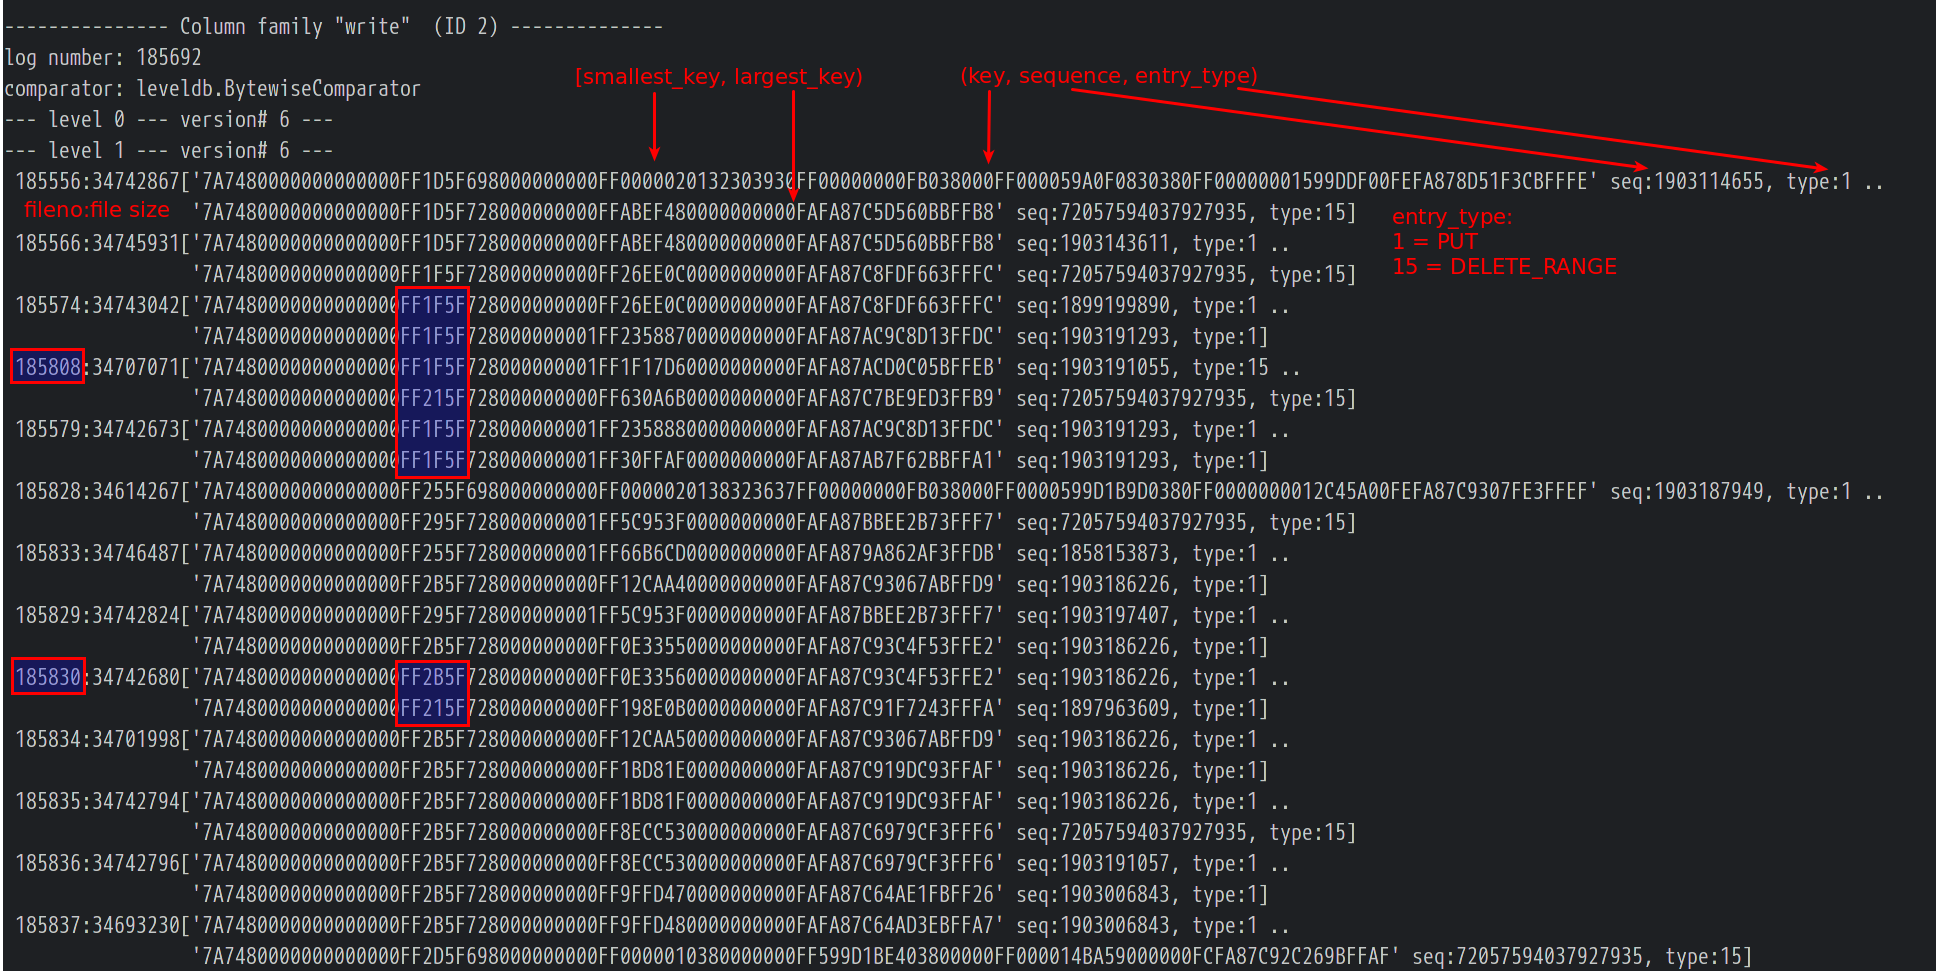 -------------- Column family "write"  (ID 2) --------------
log number: 185692
comparator: leveldb.BytewiseComparator
[smallest_key, largest_key)
(key, sequence, entry_type)
--- level 0 --- version# 6 ---
--- level 1 --- version# 6 ---
185556:34742867['7A7480000000000000FF1D5F698000000000FF0000020132303930FF00000000FB038000FF000059A0F0830380FF00000001599DDF00FEFA878D51F3CBFFFE' seq:1903114655, type:1 ..
fileno:file size
'7A7480000000000000FF1D5F728000000000FFABEF480000000000FAFA87C5D560BBFFB8' seq:72057594037927935, type:15]
entry_type:
1 = PUT
15 = DELETE_RANGE
185566:34745931['7A7480000000000000FF1D5F728000000000FFABEF480000000000FAFA87C5D560BBFFB8' seq:1903143611, type:1 ..
'7A7480000000000000FF1F5F728000000000FF26EE0C0000000000FAFA87C8FDF663FFFC' seq:72057594037927935, type:15]
185574:34743042['7A7480000000000000FF1F5F728000000000FF26EE0C0000000000FAFA87C8FDF663FFFC' seq:1899199890, type:1 ..
'7A7480000000000000FF1F5F728000000001FF2358870000000000FAFA87AC9C8D13FFDC' seq:1903191293, type:1]
185808:34707071['7A7480000000000000FF1F5F728000000001FF1F17D60000000000FAFA87ACD0C05BFFEB' seq:1903191055, type:15 ..
'7A7480000000000000FF215F728000000000FF630A6B0000000000FAFA87C7BE9ED3FFB9' seq:72057594037927935, type:15]
185579:34742673['7A7480000000000000FF1F5F728000000001FF2358880000000000FAFA87AC9C8D13FFDC' seq:1903191293, type:1 ..
'7A7480000000000000FF1F5F728000000001FF30FFAF0000000000FAFA87AB7F62BBFFA1' seq:1903191293, type:1]
185828:34614267['7A7480000000000000FF255F698000000000FF0000020138323637FF00000000FB038000FF0000599D1B9D0380FF0000000012C45A00FEFA87C9307FE3FFEF' seq:1903187949, type:1 ..
'7A7480000000000000FF295F728000000001FF5C953F0000000000FAFA87BBEE2B73FFF7' seq:72057594037927935, type:15]
185833:34746487['7A7480000000000000FF255F728000000001FF66B6CD0000000000FAFA879A862AF3FFDB' seq:1858153873, type:1 ..
'7A7480000000000000FF2B5F728000000000FF12CAA40000000000FAFA87C93067ABFFD9' seq:1903186226, type:1]
185829:34742824['7A7480000000000000FF295F728000000001FF5C953F0000000000FAFA87BBEE2B73FFF7' seq:1903197407, type:1 ..
'7A7480000000000000FF2B5F728000000000FF0E33550000000000FAFA87C93C4F53FFE2' seq:1903186226, type:1]
185830:34742680['7A7480000000000000FF2B5F728000000000FF0E33560000000000FAFA87C93C4F53FFE2' seq:1903186226, type:1 ..
'7A7480000000000000FF215F728000000000FF198E0B0000000000FAFA87C91F7243FFFA' seq:1897963609, type:1]
185834:34701998['7A7480000000000000FF2B5F728000000000FF12CAA50000000000FAFA87C93067ABFFD9' seq:1903186226, type:1 ..
'7A7480000000000000FF2B5F728000000000FF1BD81E0000000000FAFA87C919DC93FFAF' seq:1903186226, type:1]
185835:34742794['7A7480000000000000FF2B5F728000000000FF1BD81F0000000000FAFA87C919DC93FFAF' seq:1903186226, type:1 ..
'7A7480000000000000FF2B5F728000000000FF8ECC530000000000FAFA87C6979CF3FFF6' seq:72057594037927935, type:15]
185836:34742796['7A7480000000000000FF2B5F728000000000FF8ECC530000000000FAFA87C6979CF3FFF6' seq:1903191057, type:1 ..
'7A7480000000000000FF2B5F728000000000FF9FFD470000000000FAFA87C64AE1FBFF26' seq:1903006843, type:1]
185837:34693230['7A7480000000000000FF2B5F728000000000FF9FFD480000000000FAFA87C64AD3EBFFA7' seq:1903006843, type:1 ..
'7A7480000000000000FF2D5F698000000000FF0000010380000000FF599D1BE403800000FF000014BA59000000FCFA87C92C269BFFAF' seq:72057594037927935, type:15]